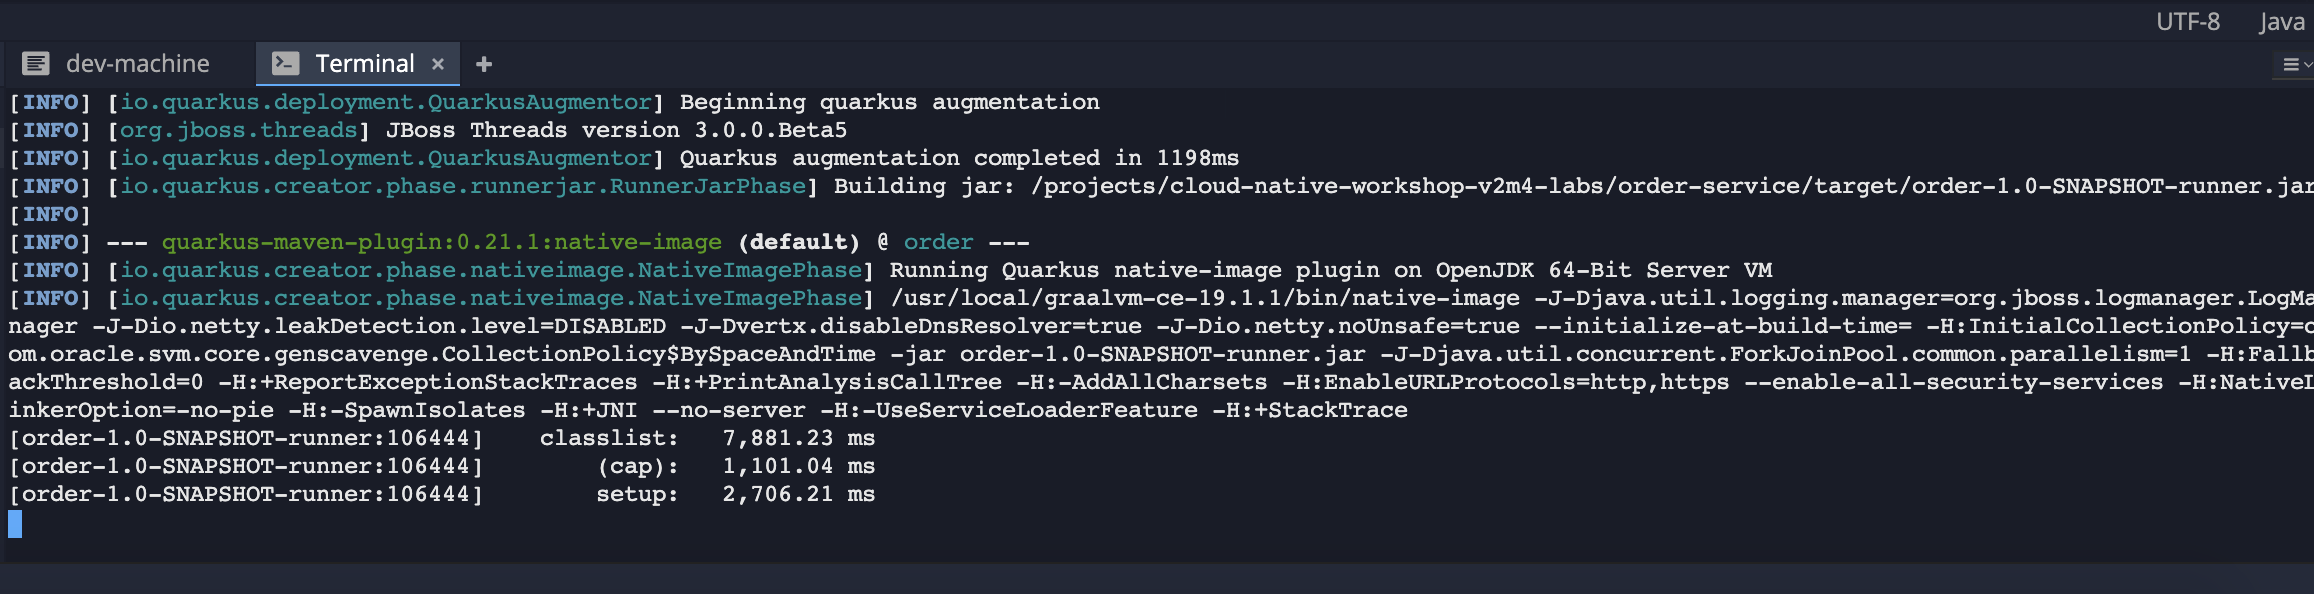 UTF-8 Java
dev-machine Terminal × +
[INFO] [io.quarkus.deployment.QuarkusAugmentor] Beginning quarkus augmentation
[INFO] [org.jboss.threads] JBoss Threads version 3.0.0.Beta5
[INFO] [io.quarkus.deployment.QuarkusAugmentor] Quarkus augmentation completed in 1198ms
[INFO] [io.quarkus.creator.phase.runnerjar.RunnerJarPhase] Building jar: /projects/cloud-native-workshop-v2m4-labs/order-service/target/order-1.0-SNAPSHOT-runner.jar
[INFO]
[INFO] --- quarkus-maven-plugin:0.21.1:native-image (default) @ order ---
[INFO] [io.quarkus.creator.phase.nativeimage.NativeImagePhase] Running Quarkus native-image plugin on OpenJDK 64-Bit Server VM
[INFO] [io.quarkus.creator.phase.nativeimage.NativeImagePhase] /usr/local/graalvm-ce-19.1.1/bin/native-image -J-Djava.util.logging.manager=org.jboss.logmanager.LogMa
nager -J-Dio.netty.leakDetection.level=DISABLED -J-Dvertx.disableDnsResolver=true -J-Dio.netty.noUnsafe=true --initialize-at-build-time= -H:InitialCollectionPolicy=c
om.oracle.svm.core.genscavenge.CollectionPolicy$BySpaceAndTime -jar order-1.0-SNAPSHOT-runner.jar -J-Djava.util.concurrent.ForkJoinPool.common.parallelism=1 -H:Fallb
ackThreshold=0 -H:+ReportExceptionStackTraces -H:+PrintAnalysisCallTree -H:-AddAllCharsets -H:EnableURLProtocols=http,https --enable-all-security-services -H:NativeL
inkerOption=-no-pie -H:-SpawnIsolates -H:+JNI --no-server -H:-UseServiceLoaderFeature -H:+StackTrace
[order-1.0-SNAPSHOT-runner:106444] classlist: 7,881.23 ms
[order-1.0-SNAPSHOT-runner:106444] (cap): 1,101.04 ms
[order-1.0-SNAPSHOT-runner:106444] setup: 2,706.21 ms